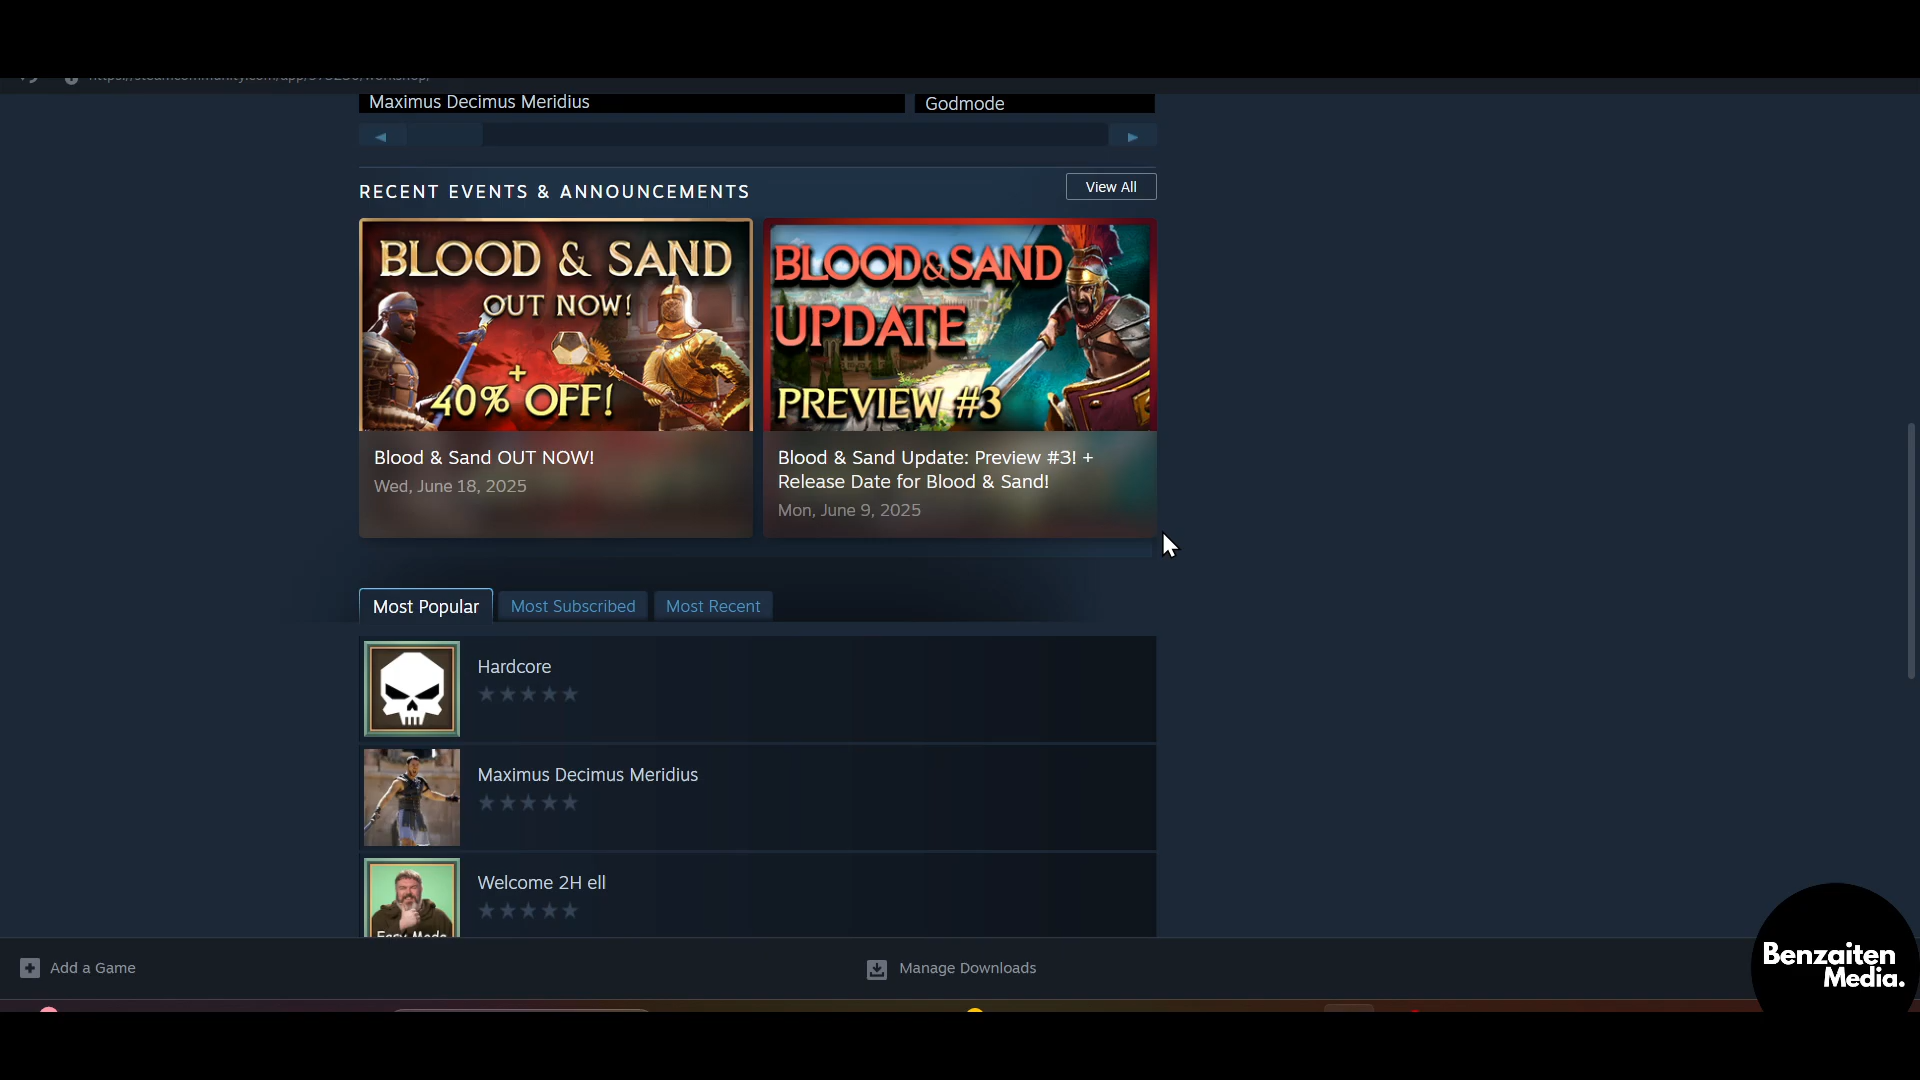 Maximus Decimus Meridius
Godmode
RECENT EVENTS & ANNOUNCEMENTS
View All
BLOOD & SAND
OUT NOW!
+
40% OFF!
BLOOD & SAND
UPDATE
PREVIEW #3
Blood & Sand OUT NOW!
Wed, June 18, 2025
Blood & Sand Update: Preview #3! +
Release Date for Blood & Sand!
Mon, June 9, 2025
Most Popular
Most Subscribed
Most Recent
Hardcore
Maximus Decimus Meridius
Welcome 2H ell
Easy Mode
Add a Game
Manage Downloads
Benzaiten
Media.